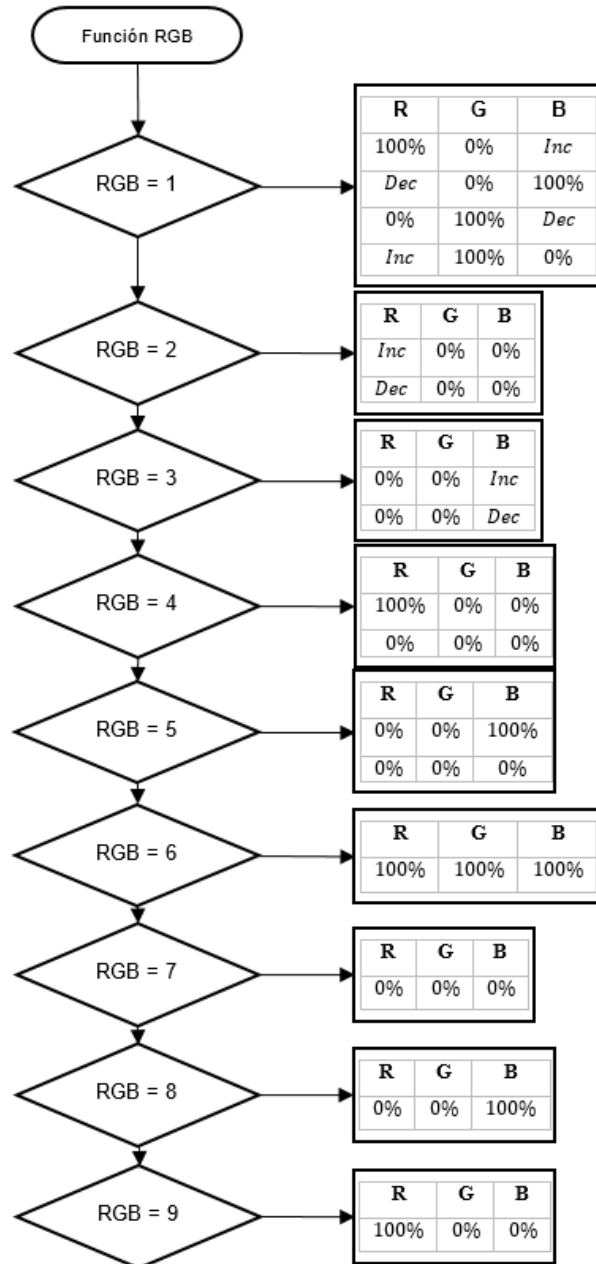 Función RGB
RGB = 1
R G B
100% 0% Inc
Dec 0% 100%
0% 100% Dec
Inc 100% 0%
RGB = 2
R G B
Inc 0% 0%
Dec 0% 0%
RGB = 3
R G B
0% 0% Inc
0% 0% Dec
RGB = 4
R G B
100% 0% 0%
0% 0% 0%
RGB = 5
R G B
0% 0% 100%
0% 0% 0%
RGB = 6
R G B
100% 100% 100%
RGB = 7
R G B
0% 0% 0%
RGB = 8
R G B
0% 0% 100%
RGB = 9
R G B
100% 0% 0%